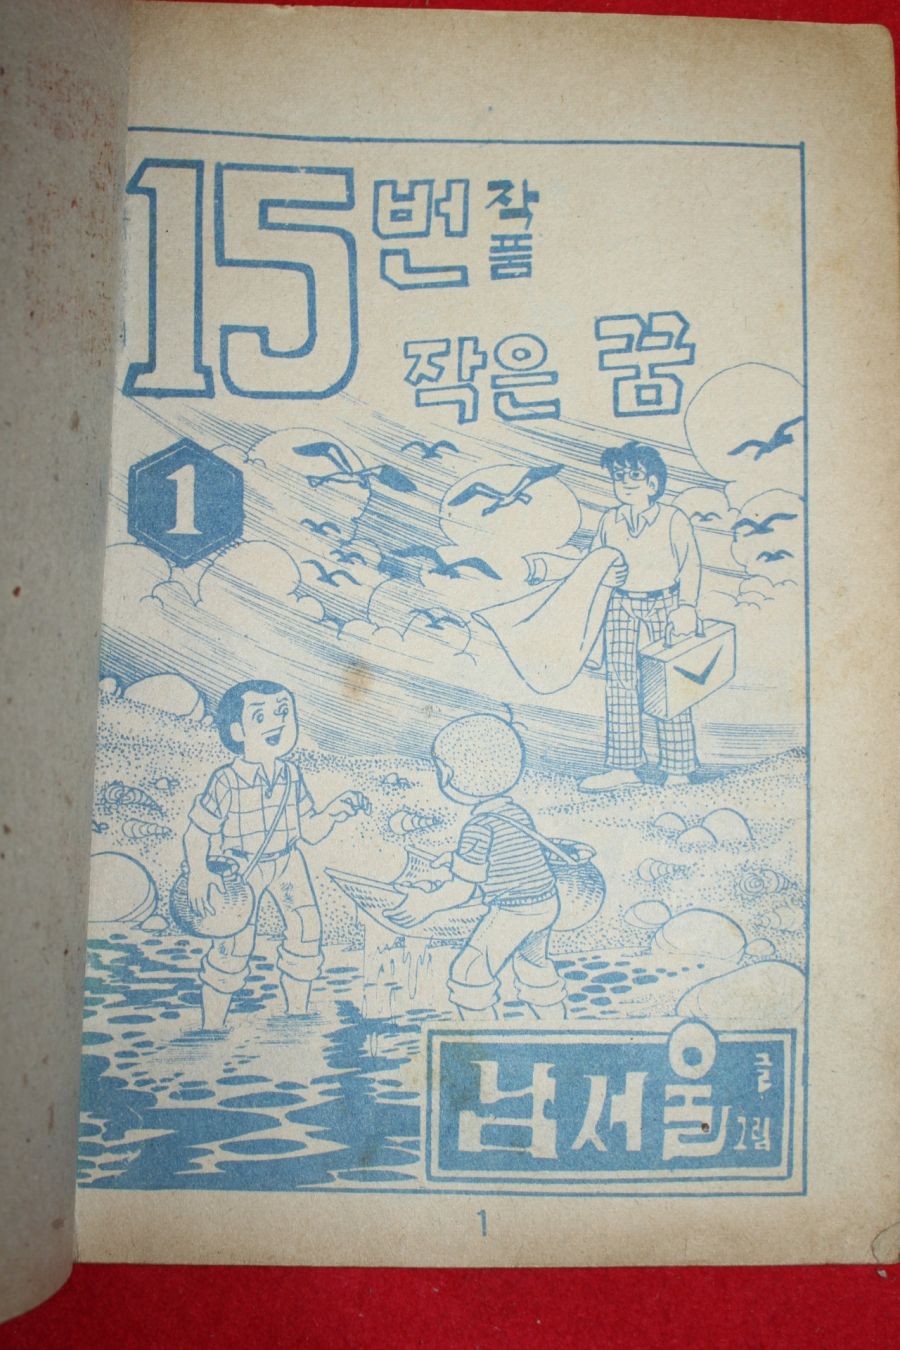 15번 작품
작은 꿈
1
남서울 글 그림
1